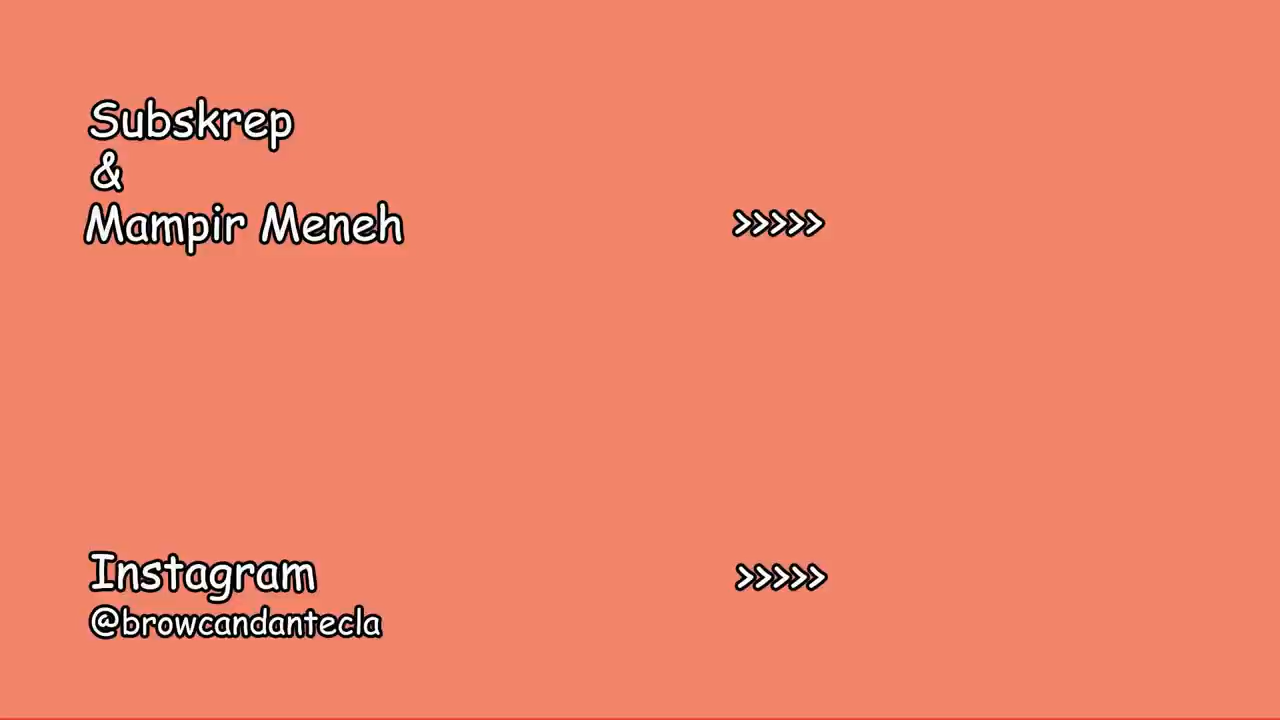 Subskrep
&
Mampir Meneh
>>>>>
Instagram
>>>>>
@browcandantecla